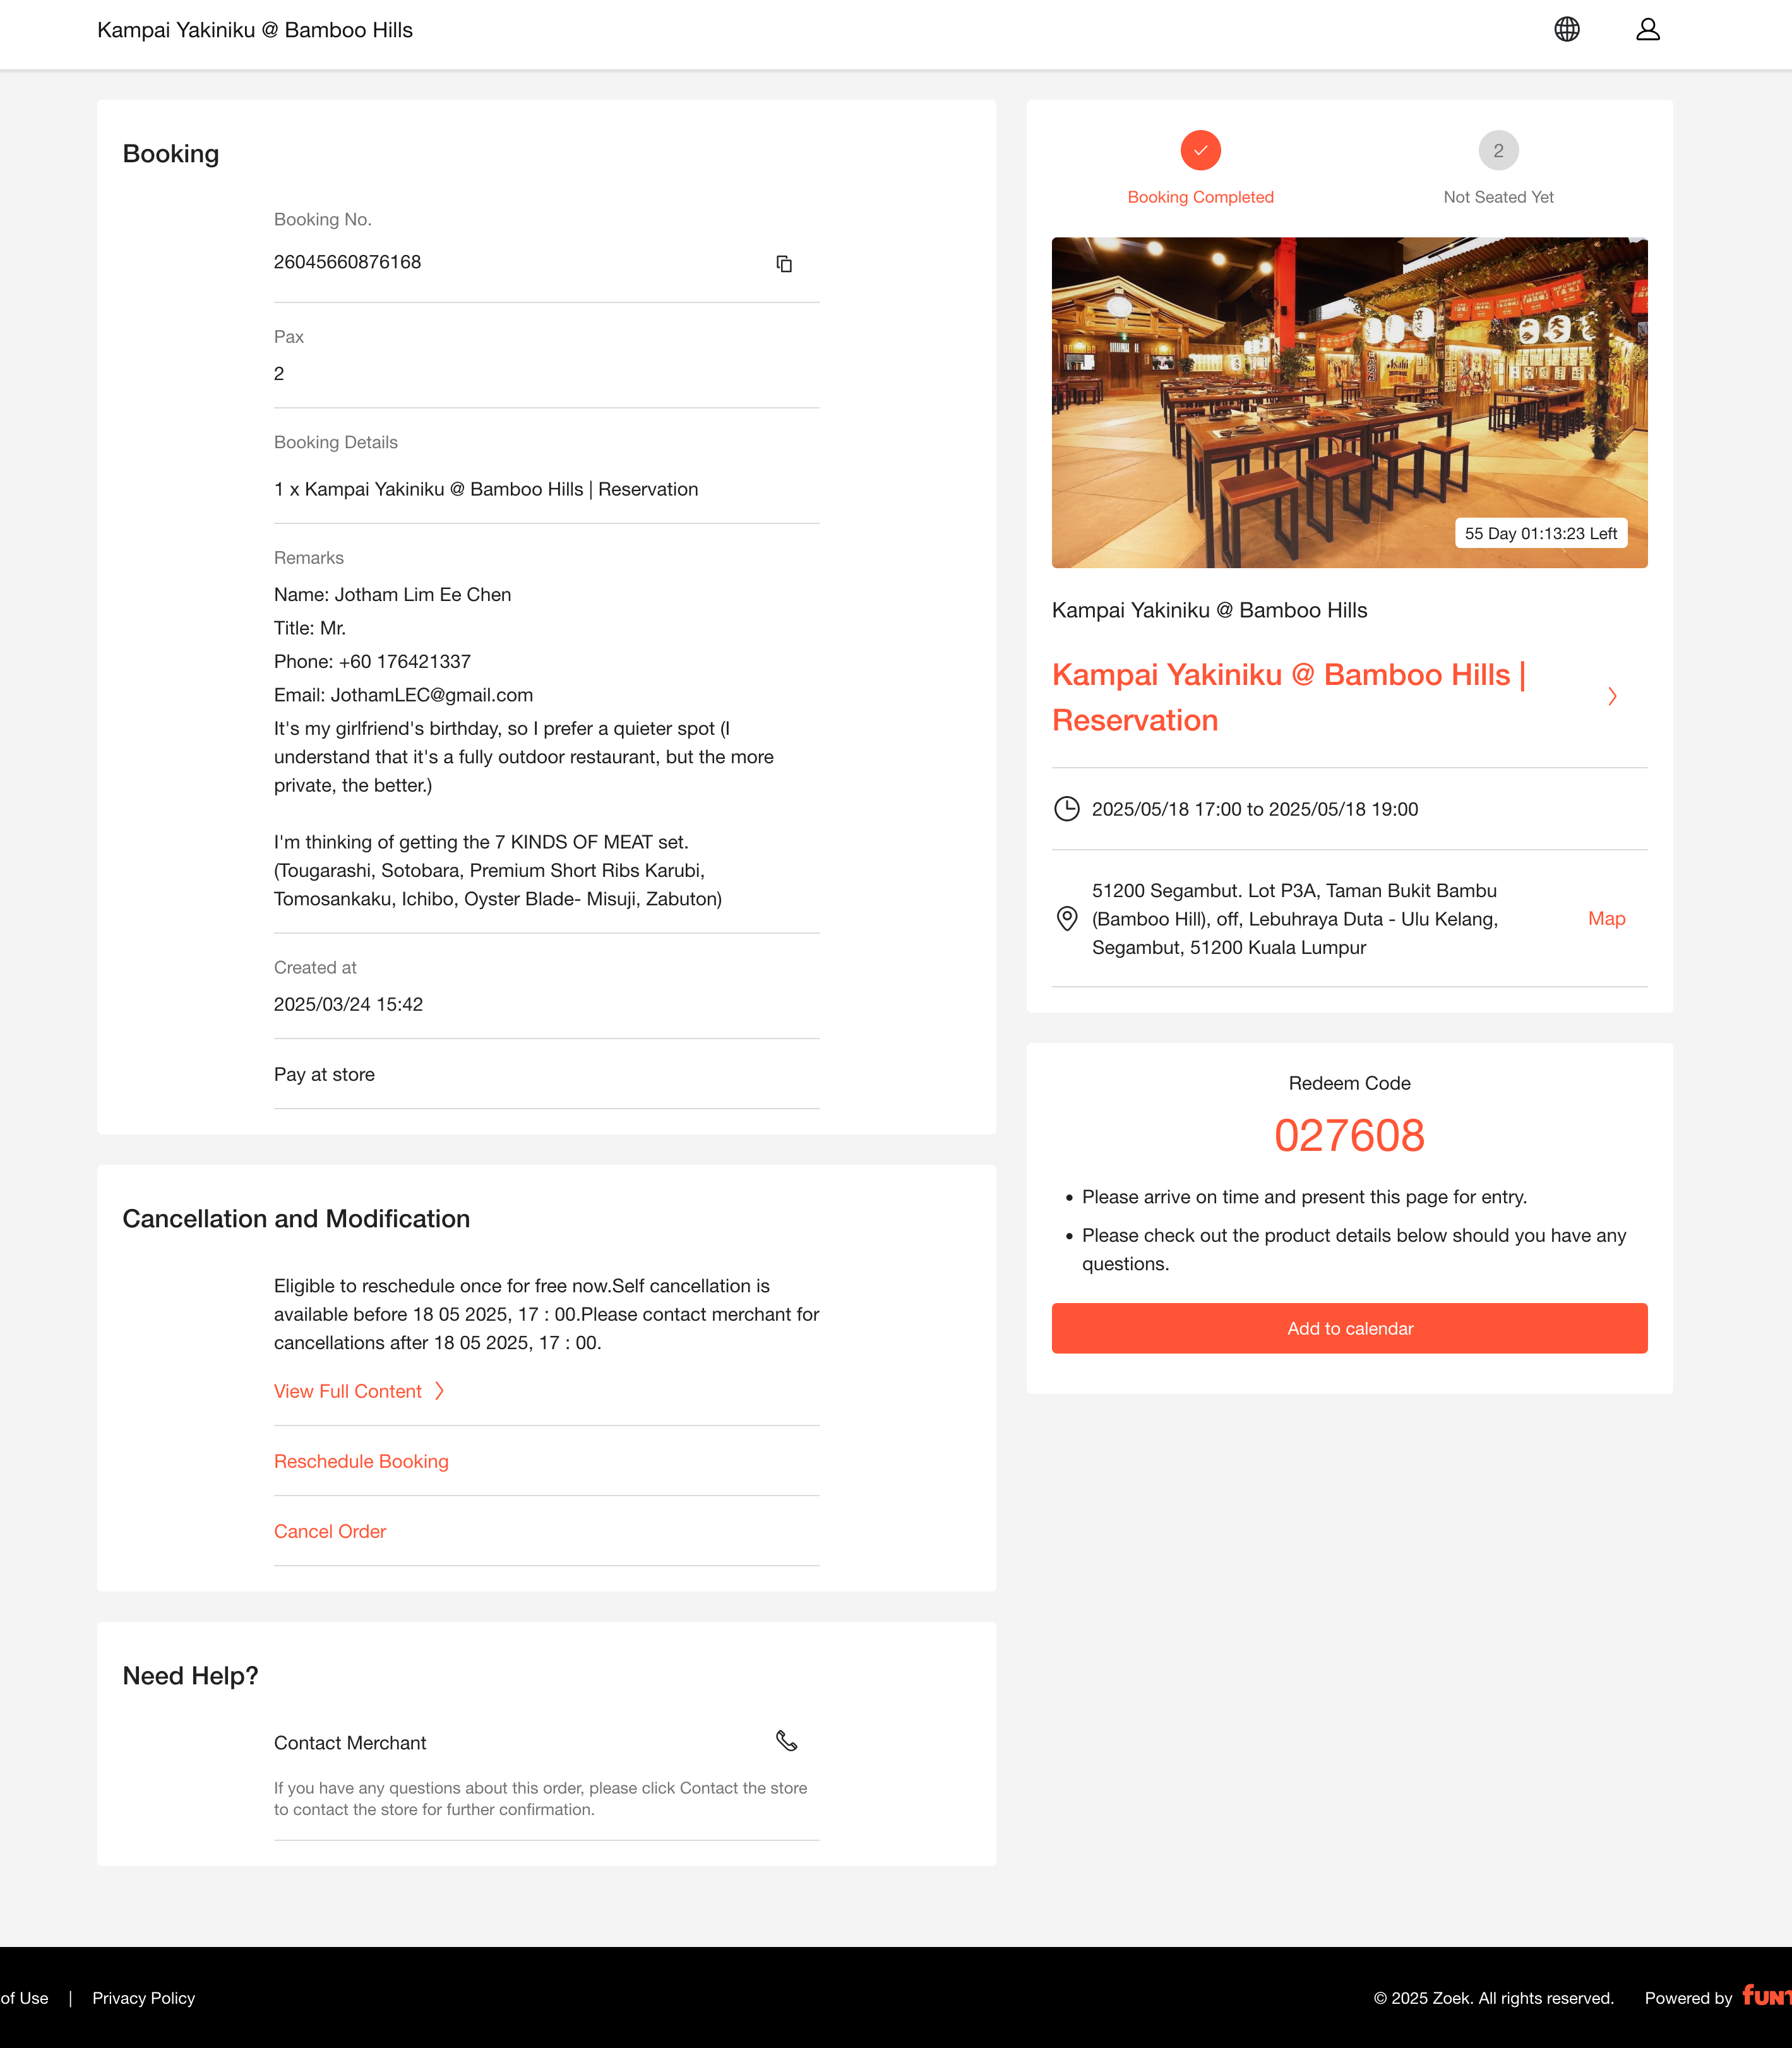 Kampai Yakiniku @ Bamboo Hills
Booking
Booking No.
26045660876168
Pax
2
Booking Details
1 x Kampai Yakiniku @ Bamboo Hills | Reservation
Remarks
Name: Jotham Lim Ee Chen
Title: Mr.
Phone: +60 176421337
Email: JothamLEC@gmail.com
It's my girlfriend's birthday, so I prefer a quieter spot (I
understand that it's a fully outdoor restaurant, but the more
private, the better.)
I'm thinking of getting the 7 KINDS OF MEAT set.
(Tougarashi, Sotobara, Premium Short Ribs Karubi,
Tomosankaku, Ichibo, Oyster Blade- Misuji, Zabuton)
Created at
2025/03/24 15:42
Pay at store
Cancellation and Modification
Eligible to reschedule once for free now.Self cancellation is
available before 18 05 2025, 17 : 00.Please contact merchant for
cancellations after 18 05 2025, 17 : 00.
View Full Content
Reschedule Booking
Cancel Order
Need Help?
Contact Merchant
If you have any questions about this order, please click Contact the store
to contact the store for further confirmation.
Booking Completed
2
Not Seated Yet
Asahi
55 Day 01:13:23 Left
Kampai Yakiniku @ Bamboo Hills
Kampai Yakiniku @ Bamboo Hills |
Reservation
2025/05/18 17:00 to 2025/05/18 19:00
51200 Segambut. Lot P3A, Taman Bukit Bambu
(Bamboo Hill), off, Lebuhraya Duta - Ulu Kelang,
Segambut, 51200 Kuala Lumpur
Map
Redeem Code
027608
Please arrive on time and present this page for entry.
Please check out the product details below should you have any
questions.
Add to calendar
of Use | Privacy Policy
© 2025 Zoek. All rights reserved. Powered by